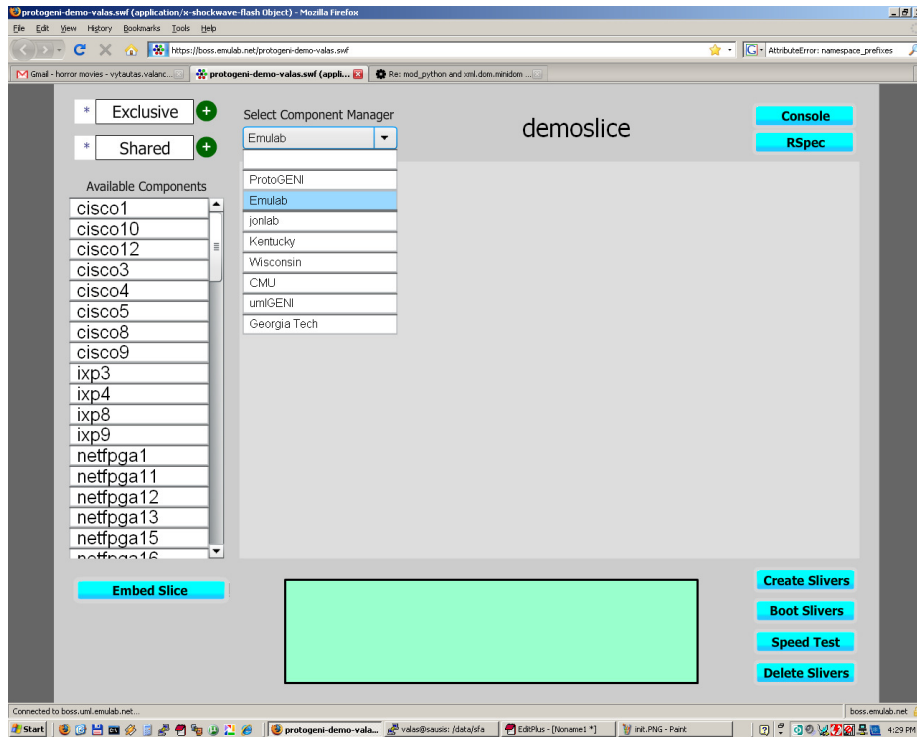 protogeni-demo-valas.swf (application/x-shockwave-flash Object) - Mozilla Firefox
File Edit View History Bookmarks Tools Help
https://boss.emulab.net/protogeni-demo-valas.swf
AttributeError: namespace_prefixes
Gmail - horror movies - vytautas.valanc...
protogeni-demo-valas.swf (appli...
Re: mod_python and xml.dom.minidom ...
* Exclusive
* Shared
Select Component Manager
Emulab
demoslice
Console
RSpec
ProtoGENI
Emulab
jonlab
Kentucky
Wisconsin
CMU
umlGENI
Georgia Tech
Available Components
cisco1
cisco10
cisco12
cisco3
cisco4
cisco5
cisco8
cisco9
ixp3
ixp4
ixp8
ixp9
netfpga1
netfpga11
netfpga12
netfpga13
netfpga15
netfpga16
Embed Slice
Create Slivers
Boot Slivers
Speed Test
Delete Slivers
Connected to boss.uml.emulab.net...
boss.emulab.net
Start
protogeni-demo-vala...
valas@sausis: /data/sfa
EditPlus - [Noname1 *]
init.PNG - Paint
4:29 PM